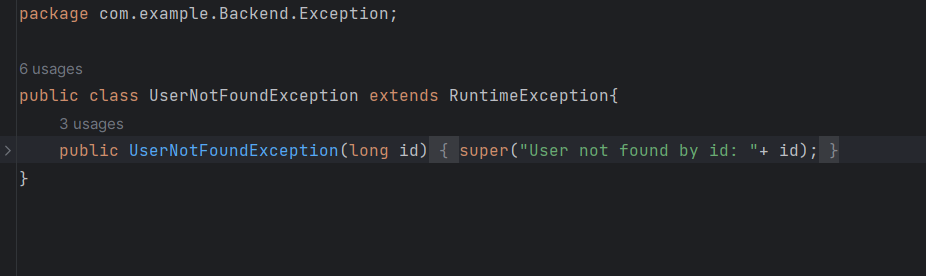 package com.example.Backend.Exception;
6 usages
public class UserNotFoundException extends RuntimeException{
3 usages
public UserNotFoundException(long id) { super("User not found by id: "+ id); }
}